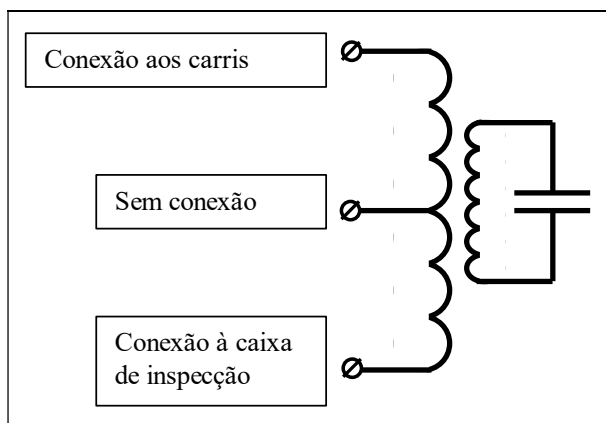 Conexão aos carris
Sem conexão
Conexão à caixa
de inspecção